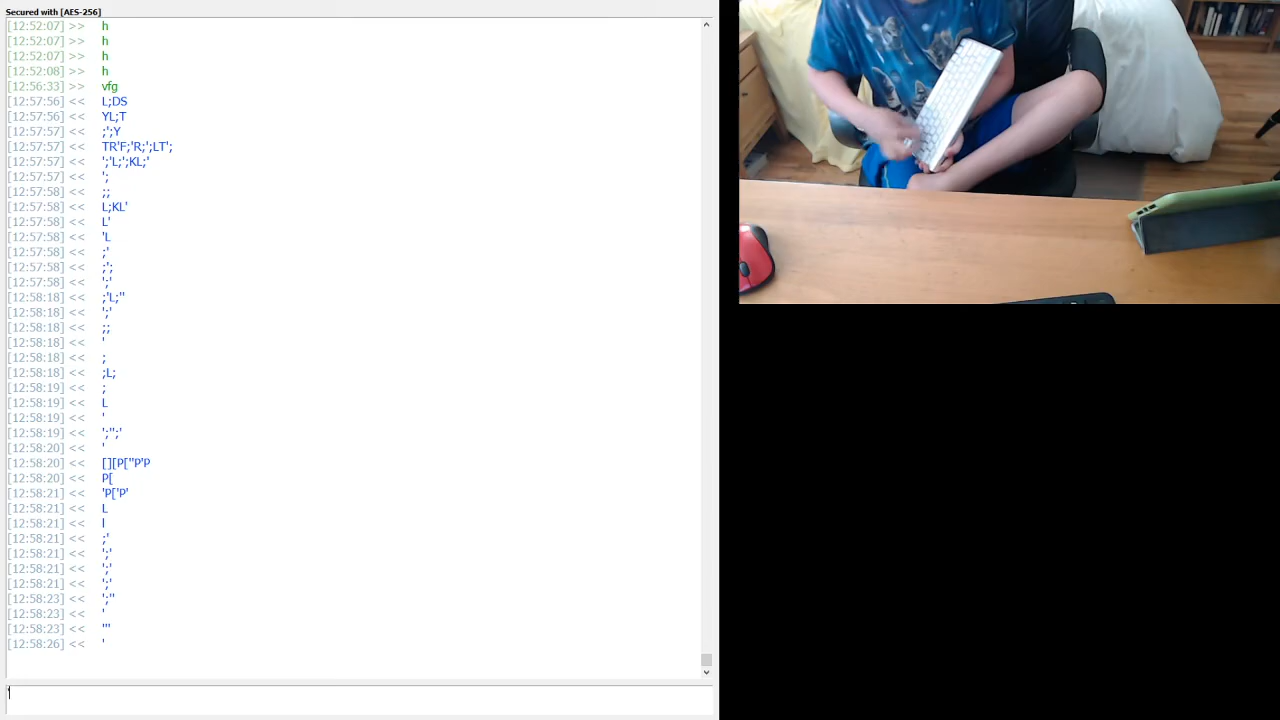 Secured with [AES-256]
[12:52:07] >> h
[12:52:07] >> h
[12:52:07] >> h
[12:52:08] >> h
[12:56:33] >> vfg
[12:57:56] << L;DS
[12:57:56] << YL;T
[12:57:57] << ;';Y
[12:57:57] << TR'F;'R;';LT';
[12:57:57] << ';'L;';KL;'
[12:57:57] << ';
[12:57:58] << ;;
[12:57:58] << L;KL'
[12:57:58] << L'
[12:57:58] << 'L
[12:57:58] << ;'
[12:57:58] << ;';
[12:57:58] << ';'
[12:58:18] << ;'L;"
[12:58:18] << ';'
[12:58:18] << ;;
[12:58:18] << '
[12:58:18] << ;
[12:58:18] << ;L;
[12:58:19] << ;
[12:58:19] << L
[12:58:19] << '
[12:58:19] << ';";'
[12:58:20] << '
[12:58:20] << [][P["P'P
[12:58:20] << P[
[12:58:21] << 'P['P'
[12:58:21] << L
[12:58:21] << l
[12:58:21] << ;'
[12:58:21] << ';'
[12:58:21] << ';'
[12:58:21] << ';'
[12:58:23] << ';"
[12:58:23] << '
[12:58:23] << '"
[12:58:26] << '